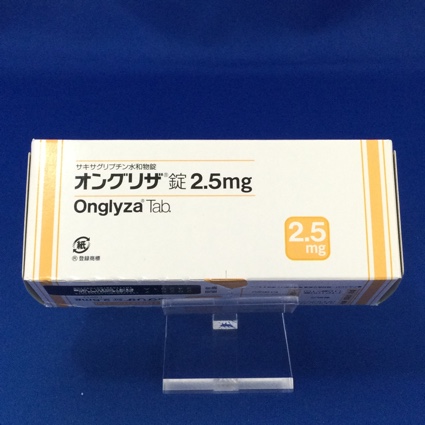 サキサグリプチン水和物錠
オングリザ®錠 2.5mg
Onglyza® Tab.
2.5
mg
紙
® 登録商標